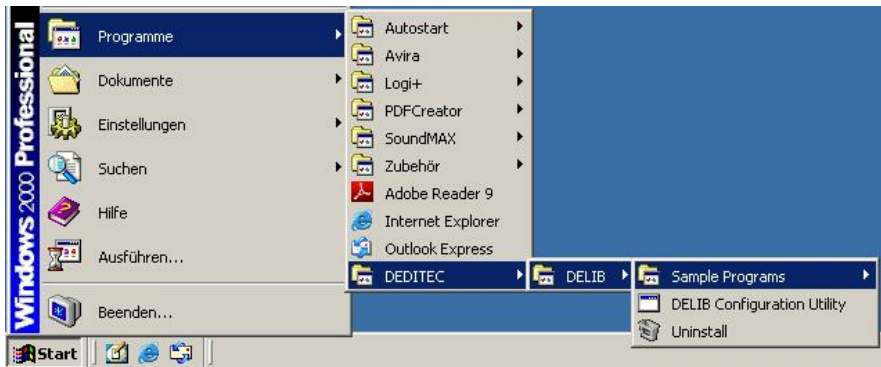 Windows 2000 Professional
Programme
Dokumente
Einstellungen
Suchen
Hilfe
Ausführen...
Beenden...
Autostart
Avira
Logi+
PDFCreator
SoundMAX
Zubehör
Adobe Reader 9
Internet Explorer
Outlook Express
DEDITEC
DELIB
Sample Programs
DELIB Configuration Utility
Uninstall
Start